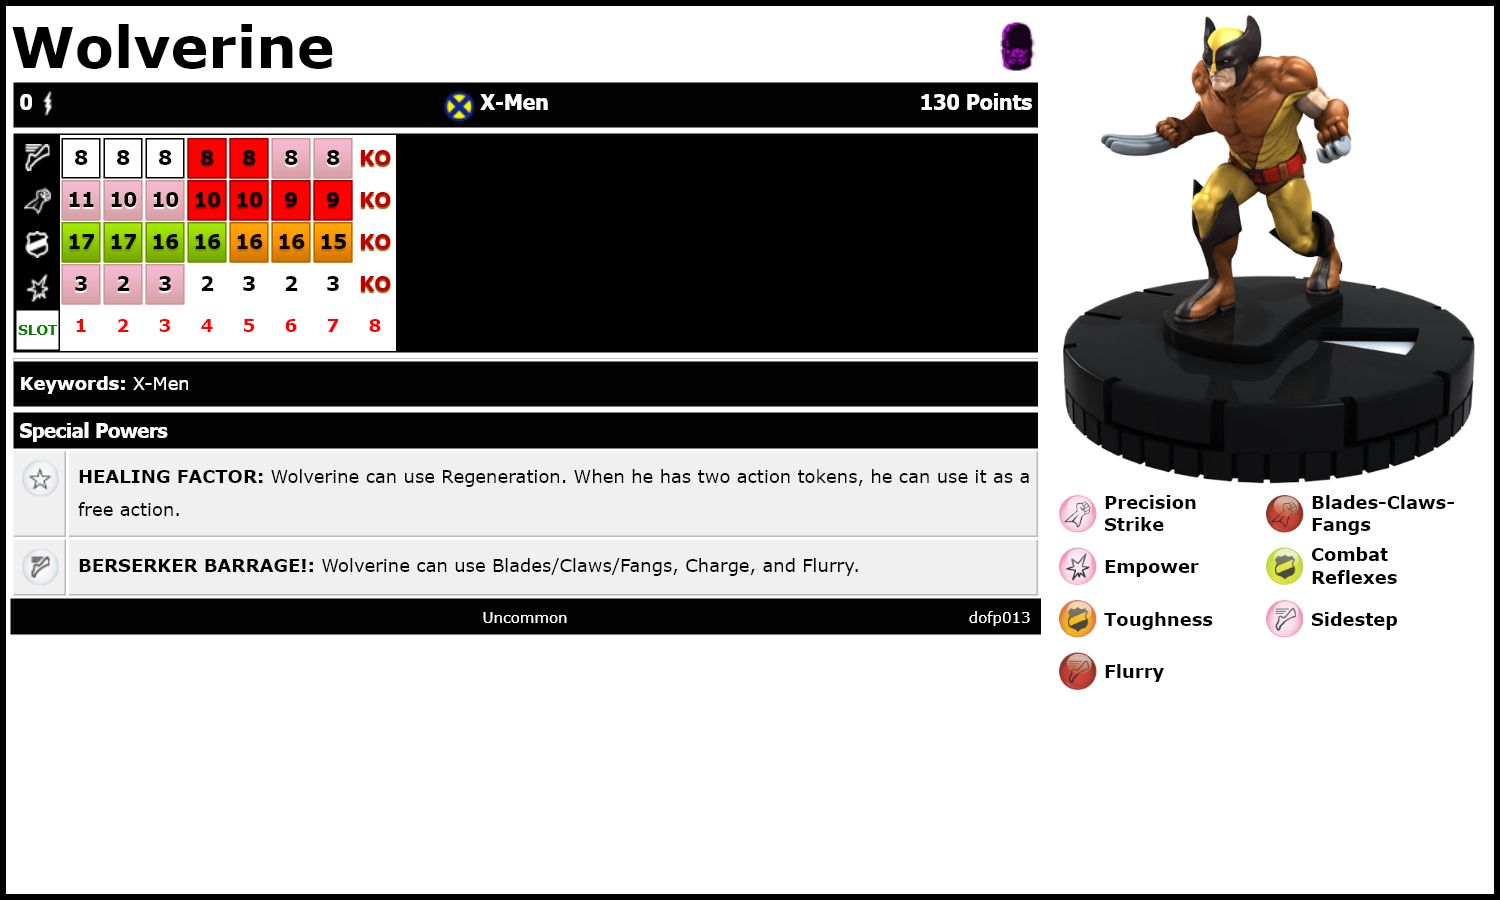 Wolverine
0 X-Men 130 Points
8 8 8 8 8 8 8 KO
11 10 10 10 10 9 9 KO
17 17 16 16 16 16 15 KO
3 2 3 2 3 2 3 KO
SLOT 1 2 3 4 5 6 7 8
Keywords: X-Men
Special Powers
HEALING FACTOR: Wolverine can use Regeneration. When he has two action tokens, he can use it as a
free action.
BERSERKER BARRAGE!: Wolverine can use Blades/Claws/Fangs, Charge, and Flurry.
Uncommon dofp013
Precision
Strike
Blades-Claws-
Fangs
Empower
Combat
Reflexes
Toughness
Sidestep
Flurry